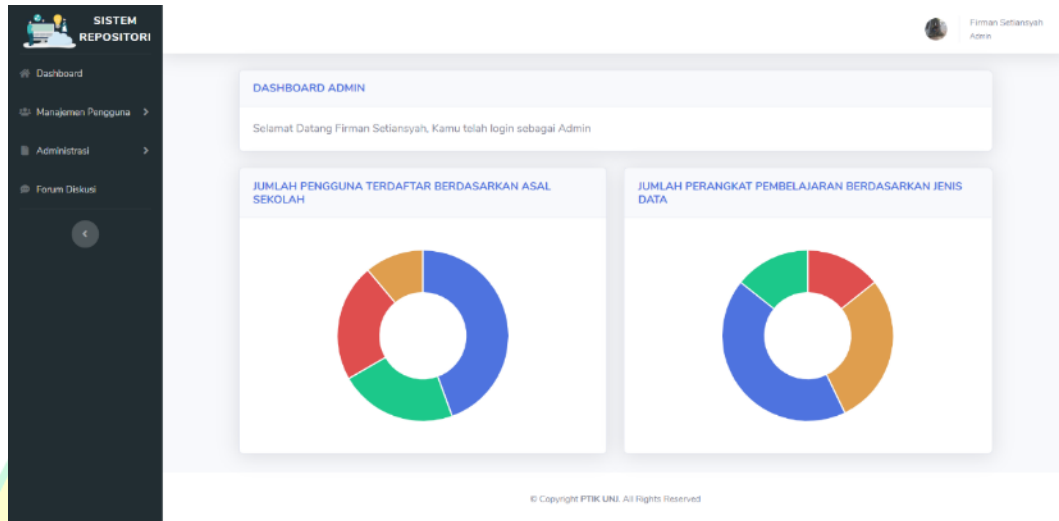 SISTEM
REPOSITORI
Firman Setiansyah
Admin
Dashboard
Manajemen Pengguna
Administrasi
Forum Diskusi
DASHBOARD ADMIN
Selamat Datang Firman Setiansyah, Kamu telah login sebagai Admin
JUMLAH PENGGUNA TERDAFTAR BERDASARKAN ASAL
SEKOLAH
JUMLAH PERANGKAT PEMBELAJARAN BERDASARKAN JENIS
DATA
© Copyright PTIK UNJ. All Rights Reserved